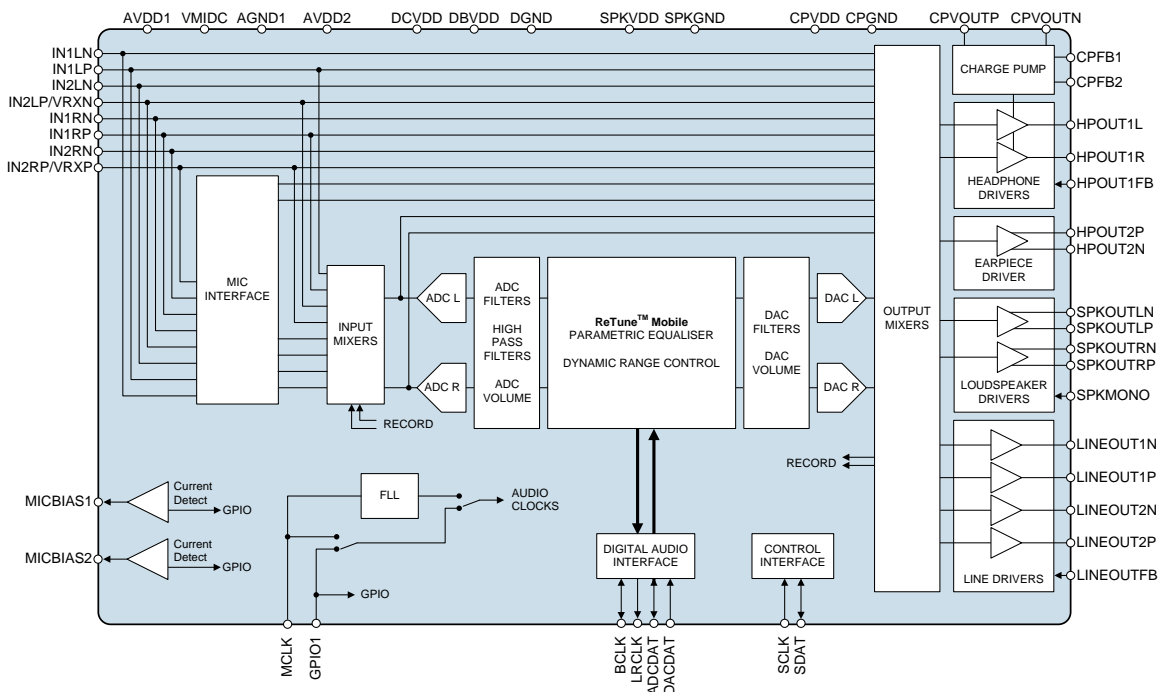 AVDD1 VMIDC AGND1 AVDD2 DCVDD DBVDD DGND SPKVDD SPKGND CPVDD CPGND CPVOUTP CPVOUTN
IN1LN
IN1LP
IN2LN
IN2LP/VRXN
IN1RN
IN1RP
IN2RN
IN2RP/VRXP
MIC
INTERFACE
INPUT
MIXERS
RECORD
ADC L
ADC R
ADC
FILTERS
HIGH
PASS
FILTERS
ADC
VOLUME
ReTune™ Mobile
PARAMETRIC EQUALISER
DYNAMIC RANGE CONTROL
DAC
FILTERS
DAC
VOLUME
DAC L
DAC R
RECORD
OUTPUT
MIXERS
CHARGE PUMP
CPFB1
CPFB2
HPOUT1L
HPOUT1R
HEADPHONE
DRIVERS
HPOUT1FB
HPOUT2P
HPOUT2N
EARPIECE
DRIVER
SPKOUTLN
SPKOUTLP
SPKOUTRN
SPKOUTRP
LOUDSPEAKER
DRIVERS
SPKMONO
LINEOUT1N
LINEOUT1P
LINEOUT2N
LINEOUT2P
LINE DRIVERS
LINEOUTFB
MICBIAS1
Current
Detect
GPIO
MICBIAS2
Current
Detect
GPIO
FLL
AUDIO
CLOCKS
GPIO
MCLK
GPIO1
DIGITAL AUDIO
INTERFACE
BCLK
LRCLK
ADCDAT
DACDAT
CONTROL
INTERFACE
SCLK
SDAT